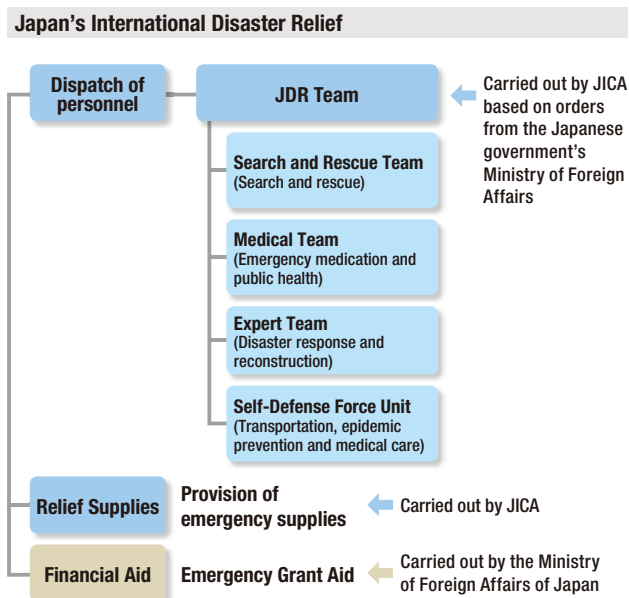 Japan's International Disaster Relief
Dispatch of
personnel
JDR Team
Carried out by JICA
based on orders
from the Japanese
government's
Ministry of Foreign
Affairs
Search and Rescue Team
(Search and rescue)
Medical Team
(Emergency medication and
public health)
Expert Team
(Disaster response and
reconstruction)
Self-Defense Force Unit
(Transportation, epidemic
prevention and medical care)
Relief Supplies
Provision of
emergency supplies
Carried out by JICA
Financial Aid
Emergency Grant Aid
Carried out by the Ministry
of Foreign Affairs of Japan